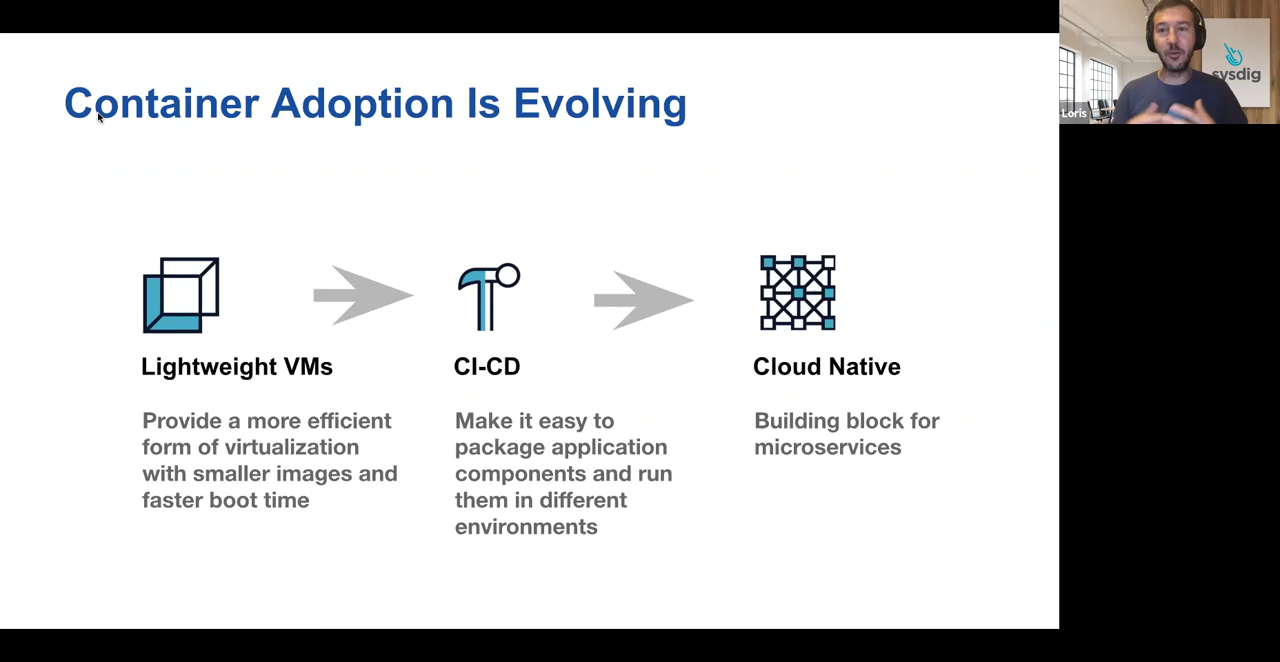 Container Adoption Is Evolving
sysdig
Loris
Lightweight VMs
Provide a more efficient
form of virtualization
with smaller images and
faster boot time
CI-CD
Make it easy to
package application
components and run
them in different
environments
Cloud Native
Building block for
microservices